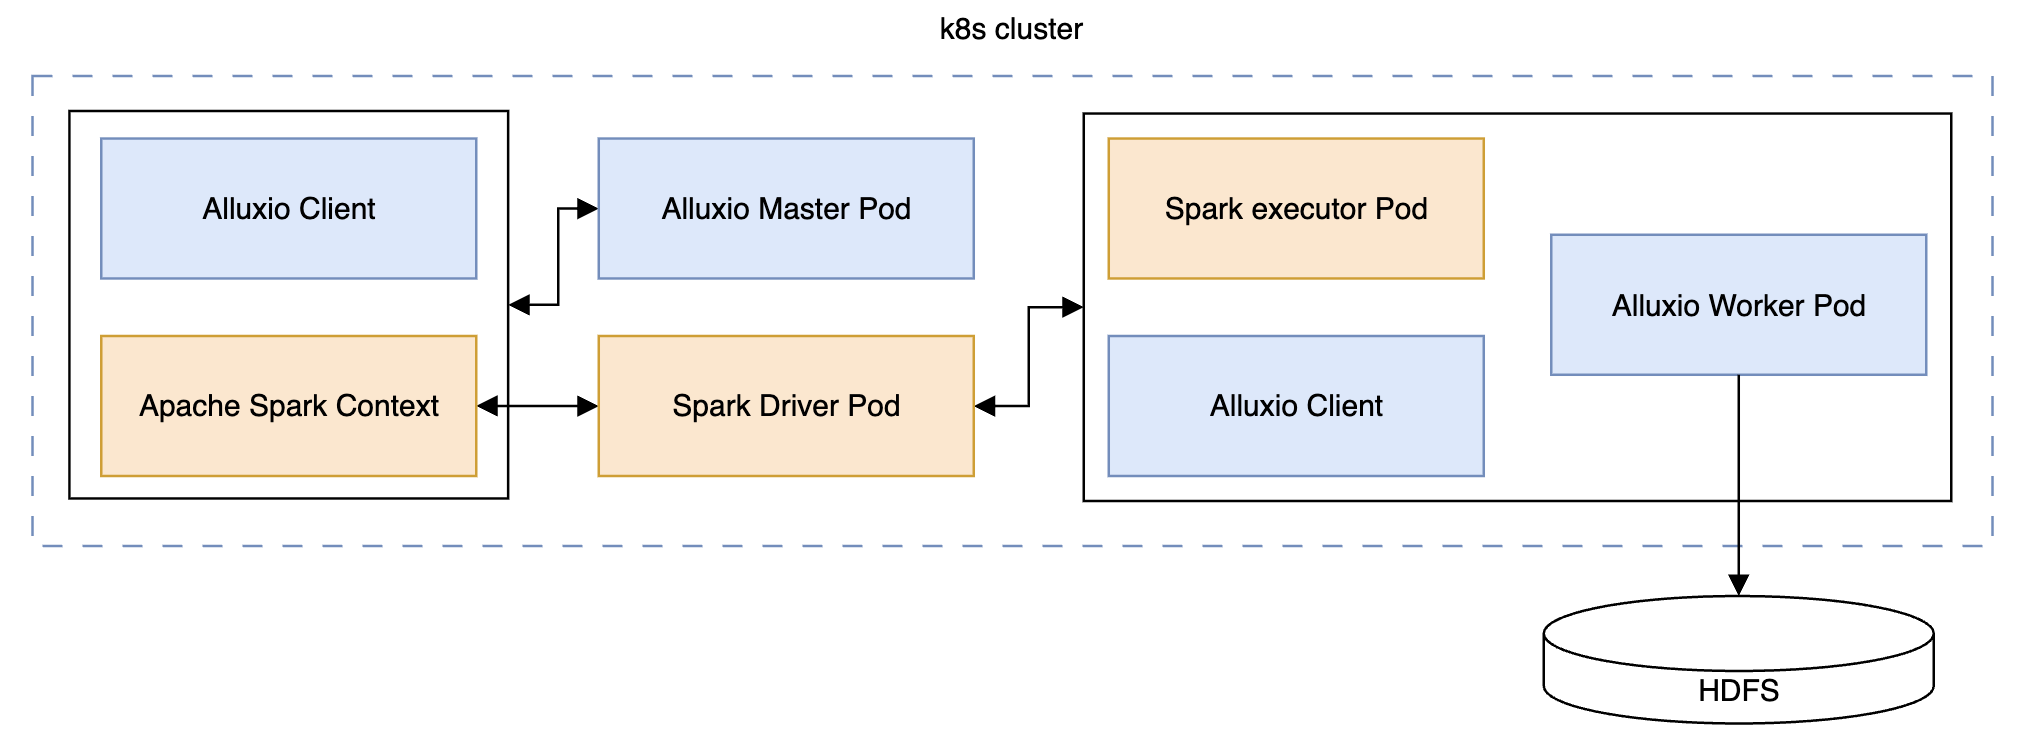 k8s cluster
Alluxio Client
Alluxio Master Pod
Spark executor Pod
Alluxio Worker Pod
Apache Spark Context
Spark Driver Pod
Alluxio Client
HDFS